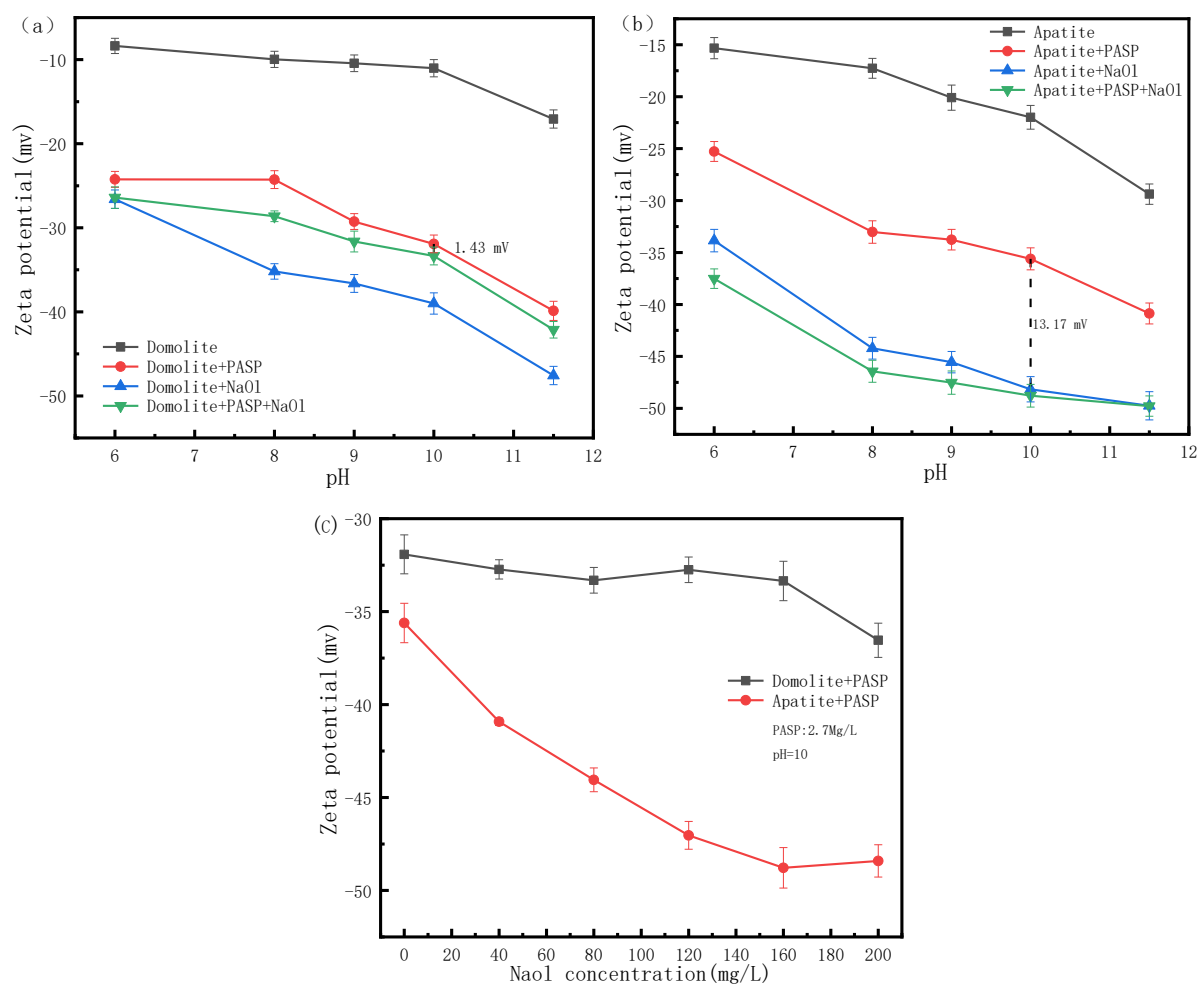 (a)
Zeta potential(mv)
-10
-20
-30
-40
-50
1.43 mV
Domolite
Domolite+PASP
Domolite+NaOl
Domolite+PASP+NaOl
6 7 8 9 10 11 12
pH
(b)
Zeta potential(mv)
-15
-20
-25
-30
-35
-40
-45
-50
Apatite
Apatite+PASP
Apatite+NaOl
Apatite+PASP+NaOl
13.17 mV
6 7 8 9 10 11 12
pH
(C)
Zeta potential(mv)
-30
-35
-40
-45
-50
Domolite+PASP
Apatite+PASP
PASP:2.7Mg/L
pH=10
0 20 40 60 80 100 120 140 160 180 200
Naol concentration(mg/L)